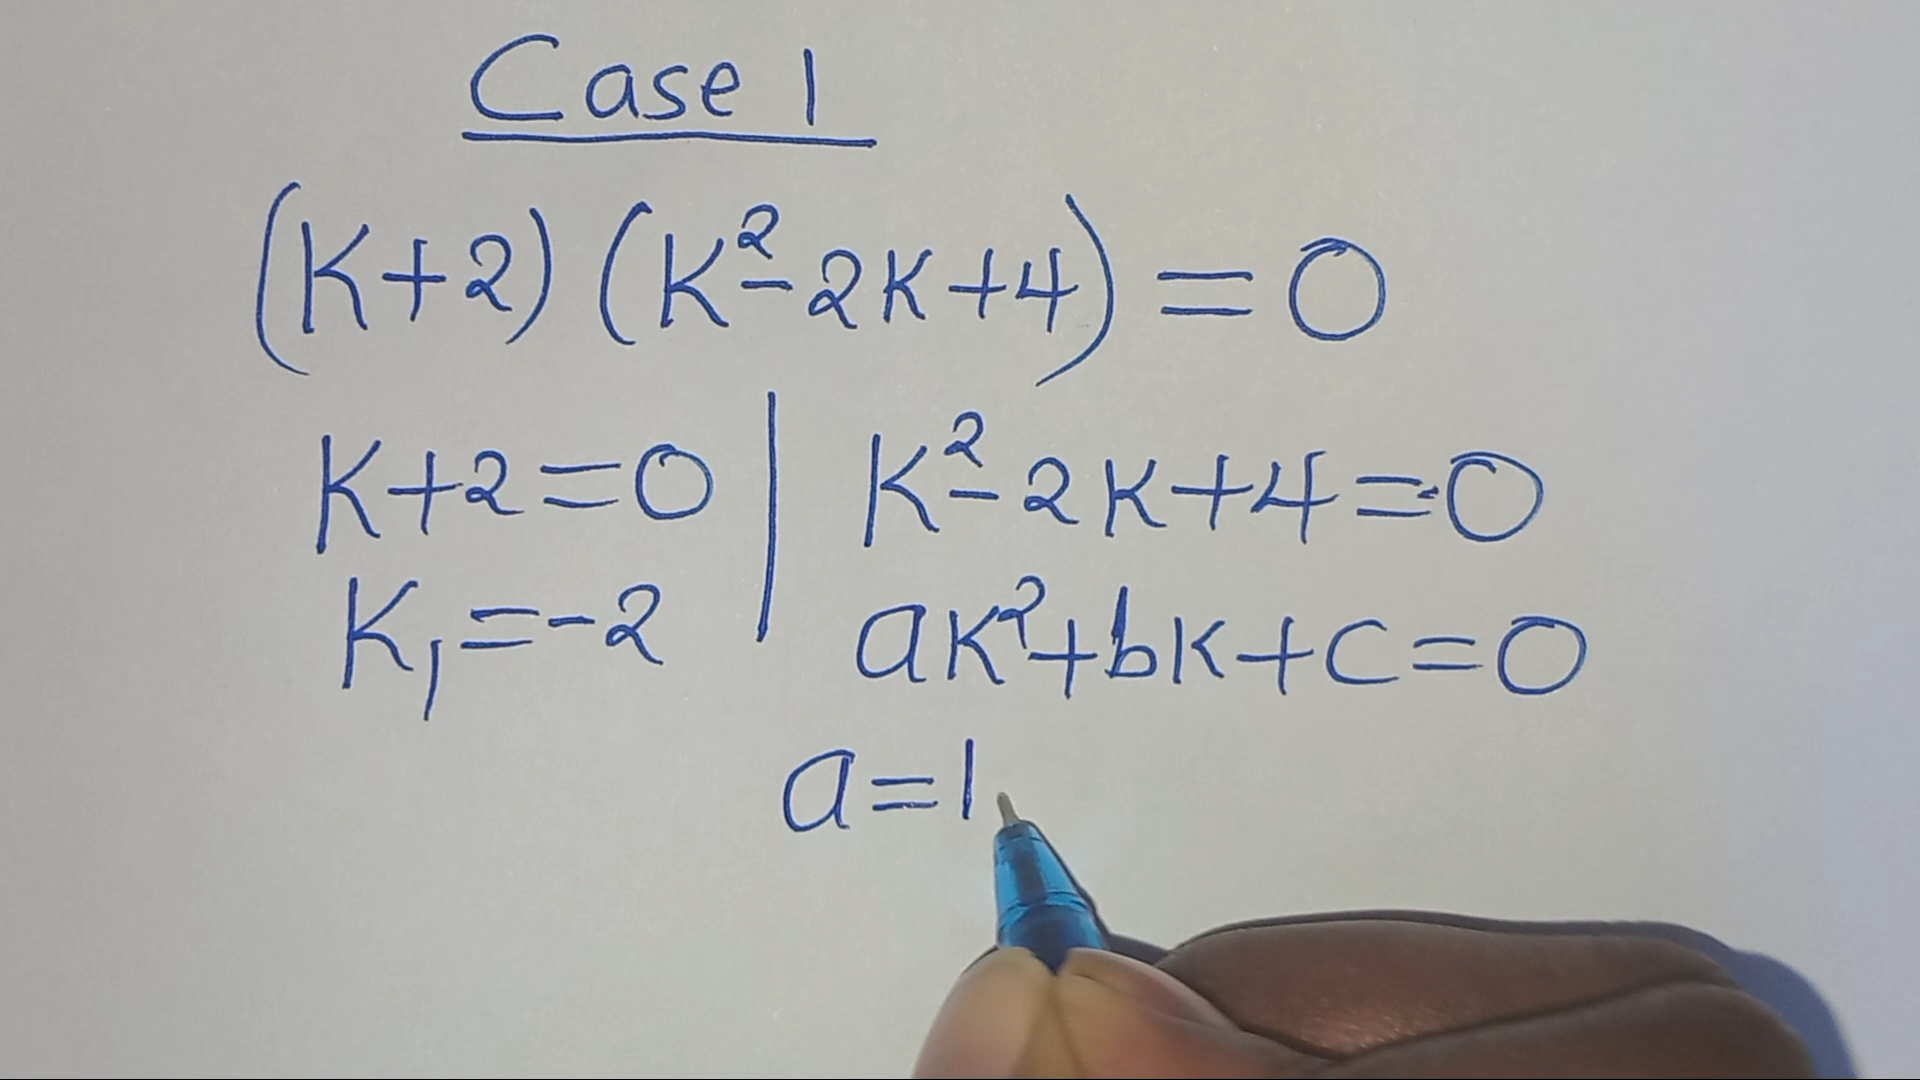 Case 1
(K+2) (K²-2K+4) = 0
K+2=0 | K²-2K+4=0
K₁=-2 | aK²+bK+c=0
a=1